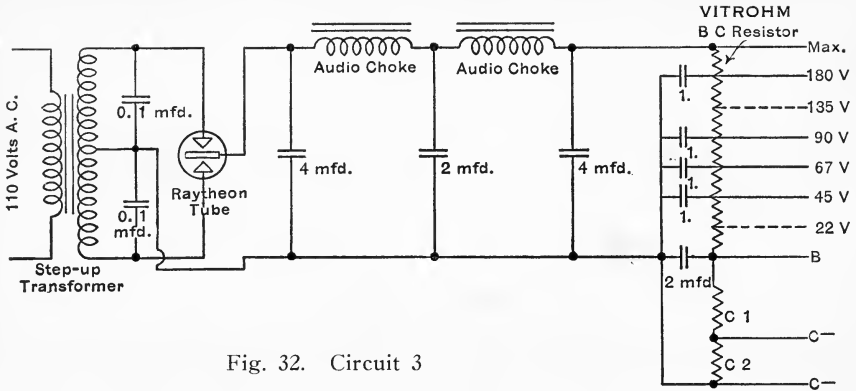 VITROHM
B C Resistor
Max.
180 V
135 V
90 V
67 V
45 V
22 V
B
C—
C—
110 Volts A. C.
Step-up
Transformer
0. 1 mfd.
0. 1
mfd.
Raytheon
Tube
Audio Choke
Audio Choke
4 mfd.
2 mfd.
4 mfd.
1.
1.
1.
1.
2 mfd.
C 1
C 2
Fig. 32. Circuit 3